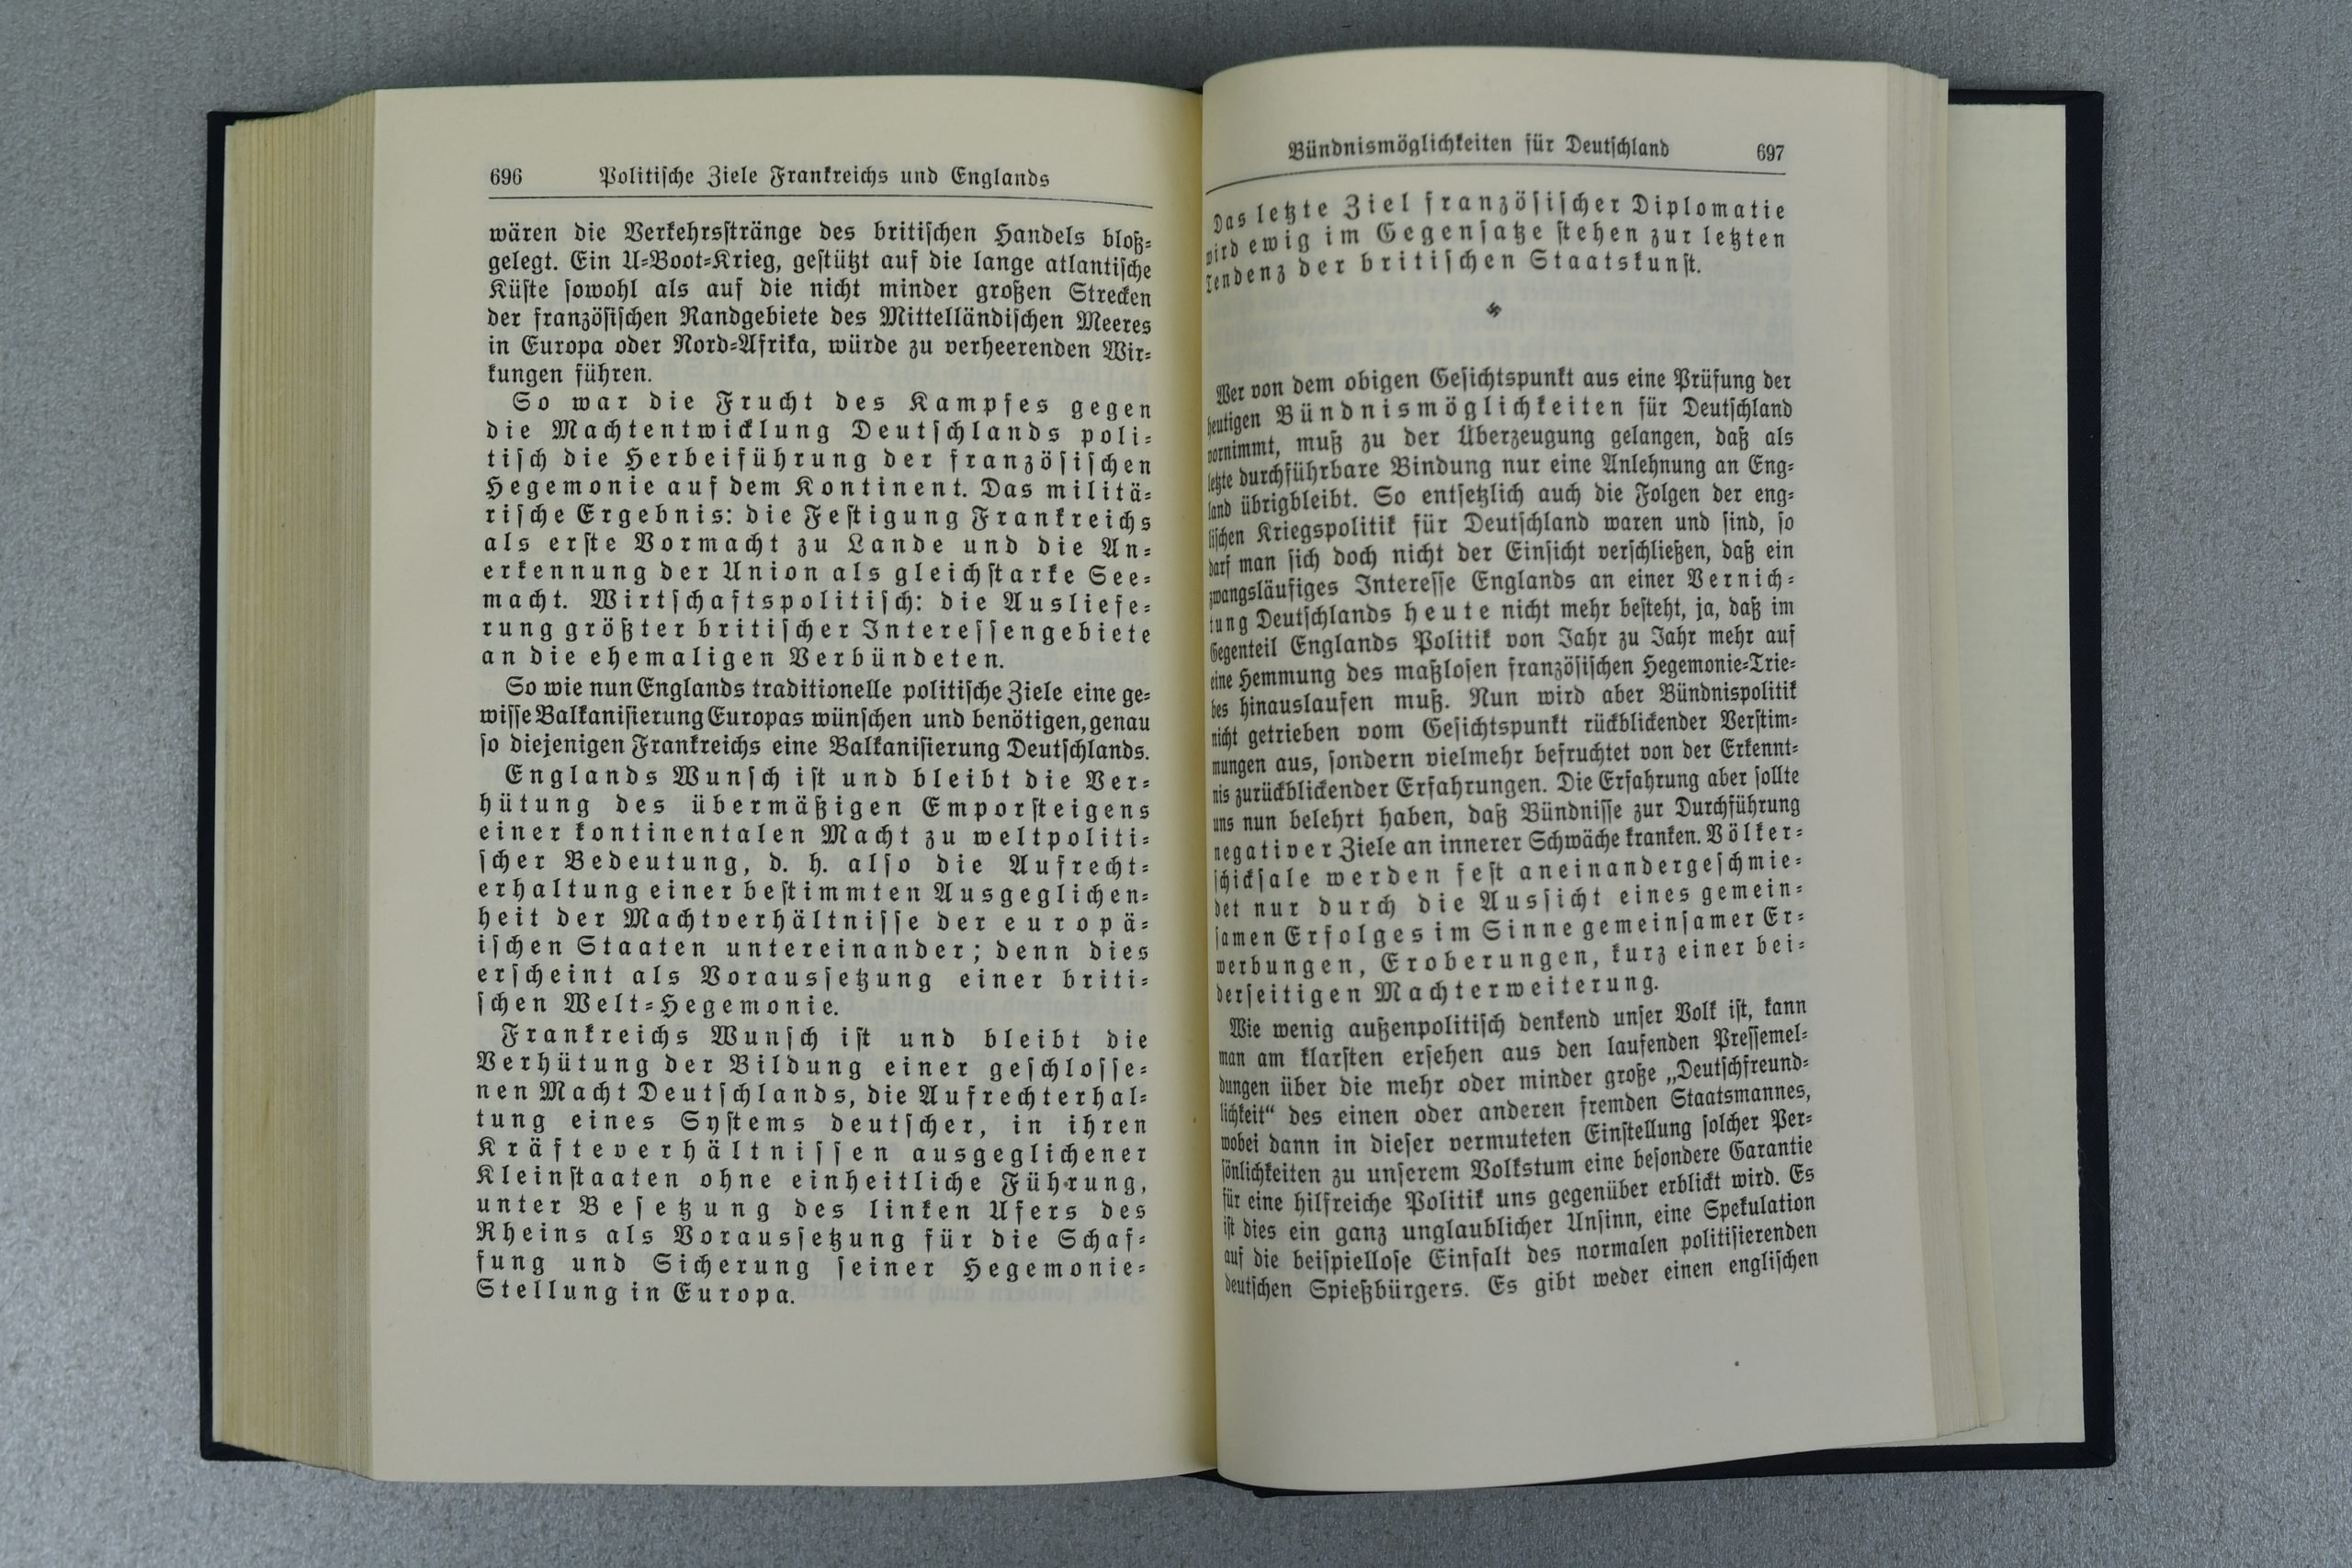 696 Politische Ziele Frankreichs und Englands
wären die Verkehrsstränge des britischen Handels bloß-
gelegt. Ein U-Boot-Krieg, gestützt auf die lange atlantische
Küste sowohl als auf die nicht minder großen Strecken
der französischen Randgebiete des Mittelländischen Meeres
in Europa oder Nord-Afrika, würde zu verheerenden Wir-
kungen führen.
So war die Frucht des Kampfes gegen
die Machtentwicklung Deutschlands poli-
tisch die Herbeiführung der französischen
Hegemonie auf dem Kontinent. Das militä-
rische Ergebnis: die Festigung Frankreichs
als erste Vormacht zu Lande und die An-
erkennung der Union als gleichstarke See-
macht. Wirtschaftspolitisch: die Ausliefe-
rung größter britischer Interessengebiete
an die ehemaligen Verbündeten.
So wie nun Englands traditionelle politische Ziele eine ge-
wisse Balkanisierung Europas wünschen und benötigen, genau
so diejenigen Frankreichs eine Balkanisierung Deutschlands.
Englands Wunsch ist und bleibt die Ver-
hütung des übermäßigen Emporsteigens
einer kontinentalen Macht zu weltpoliti-
scher Bedeutung, d. h. also die Aufrecht-
erhaltung einer bestimmten Ausgeglichen-
heit der Machtverhältnisse der europä-
ischen Staaten untereinander; denn dies
erscheint als Voraussetzung einer briti-
schen Welt-Hegemonie.
Frankreichs Wunsch ist und bleibt die
Verhütung der Bildung einer geschlosse-
nen Macht Deutschlands, die Aufrechterhal-
tung eines Systems deutscher, in ihren
Kräfteverhältnissen ausgeglichener
Kleinstaaten ohne einheitliche Führung,
unter Besetzung des linken Ufers des
Rheins als Voraussetzung für die Schaf-
fung und Sicherung seiner Hegemonie-
Stellung in Europa.
Bündnismöglichkeiten für Deutschland 697
Das letzte Ziel französischer Diplomatie
wird ewig im Gegensatze stehen zur letzten
Tendenz der britischen Staatskunst.
Wer von dem obigen Gesichtspunkt aus eine Prüfung der
heutigen Bündnismöglichkeiten für Deutschland
vornimmt, muß zu der Überzeugung gelangen, daß als
letzte durchführbare Bindung nur eine Anlehnung an Eng-
land übrigbleibt. So entsetzlich auch die Folgen der eng-
lischen Kriegspolitik für Deutschland waren und sind, so
darf man sich doch nicht der Einsicht verschließen, daß ein
zwangsläufiges Interesse Englands an einer Vernich-
tung Deutschlands heute nicht mehr besteht, ja, daß im
Gegenteil Englands Politik von Jahr zu Jahr mehr auf
eine Hemmung des maßlosen französischen Hegemonie-Trie-
bes hinauslaufen muß. Nun wird aber Bündnispolitik
nicht getrieben vom Gesichtspunkt rückblickender Verstim-
mungen aus, sondern vielmehr befruchtet von der Erkennt-
nis zurückblickender Erfahrungen. Die Erfahrung aber sollte
uns nun belehrt haben, daß Bündnisse zur Durchführung
negativer Ziele an innerer Schwäche kranken. Völker-
schicksale werden fest aneinandergeschmie-
det nur durch die Aussicht eines gemein-
samen Erfolges im Sinne gemeinsamer Er-
werbungen, Eroberungen, kurz einer bei-
derseitigen Machterweiterung.
Wie wenig außenpolitisch denkend unser Volk ist, kann
man am klarsten ersehen aus den laufenden Pressemel-
dungen über die mehr oder minder große „Deutschfreund-
lichkeit“ des einen oder anderen fremden Staatsmannes,
wobei dann in dieser vermuteten Einstellung solcher Per-
sönlichkeiten zu unserem Volkstum eine besondere Garantie
für eine hilfreiche Politik uns gegenüber erblickt wird. Es
ist dies ein ganz unglaublicher Unsinn, eine Spekulation
auf die beispiellose Einfalt des normalen politisierenden
deutschen Spießbürgers. Es gibt weder einen englischen